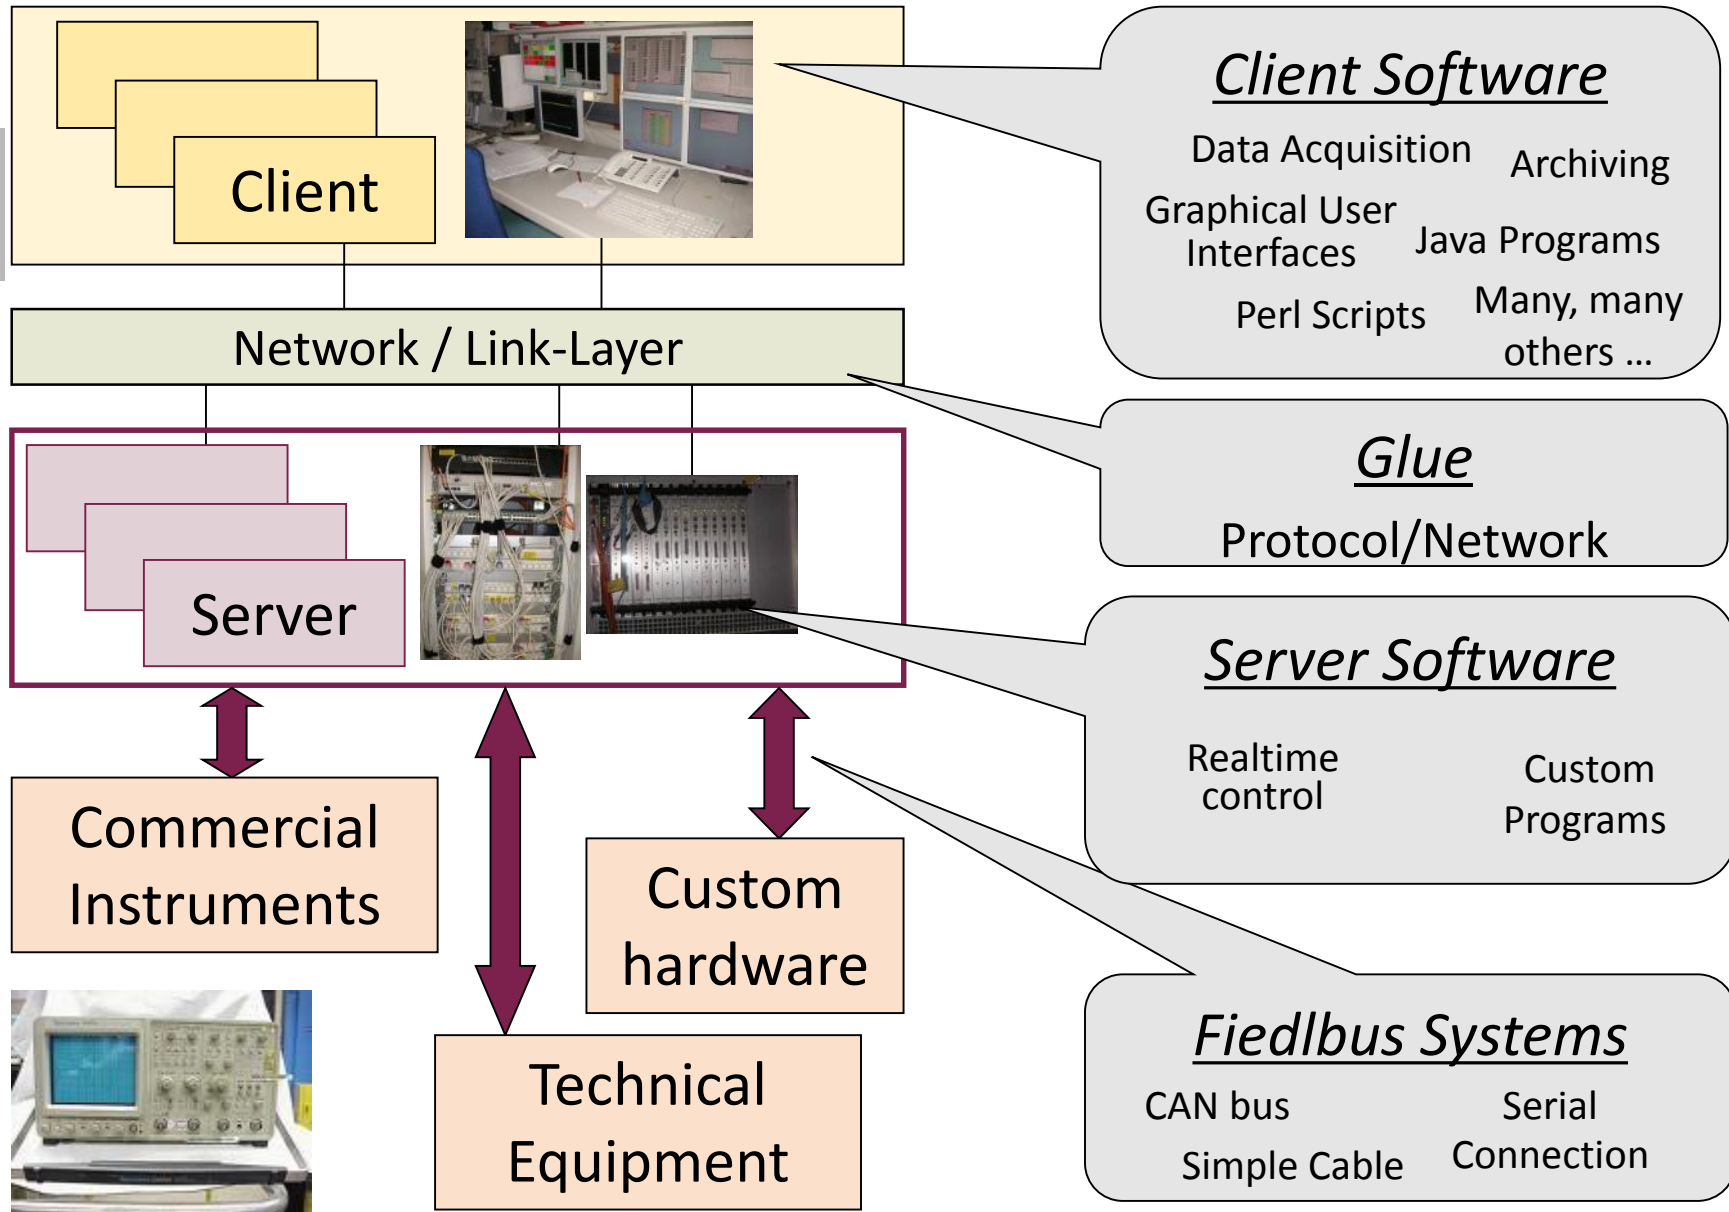 Client
Network / Link-Layer
Server
Commercial
Instruments
Custom
hardware
Technical
Equipment
Client Software
Data Acquisition
Archiving
Graphical User
Interfaces
Java Programs
Perl Scripts
Many, many
others ...
Glue
Protocol/Network
Server Software
Realtime
control
Custom
Programs
Fiedlbus Systems
CAN bus
Serial
Connection
Simple Cable